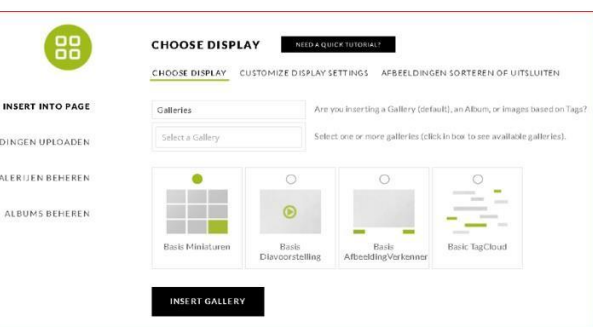 CHOOSE DISPLAY
NEED A QUICK TUTORIAL?
CHOOSE DISPLAY CUSTOMIZE DISPLAY SETTINGS AFBEELDINGEN SORTEREN OF UITSLUITEN
INSERT INTO PAGE
DINGEN UPLOADEN
ALERIJEN BEHEREN
ALBUMS BEHEREN
Galleries
Are you inserting a Gallery (default), an Album, or images based on Tags?
Select a Gallery
Select one or more galleries (click in box to see available galleries).
Basis Miniaturen
Basis
Diavoorstelling
Basis
AfbeeldingVerkenner
Basic TagCloud
INSERT GALLERY